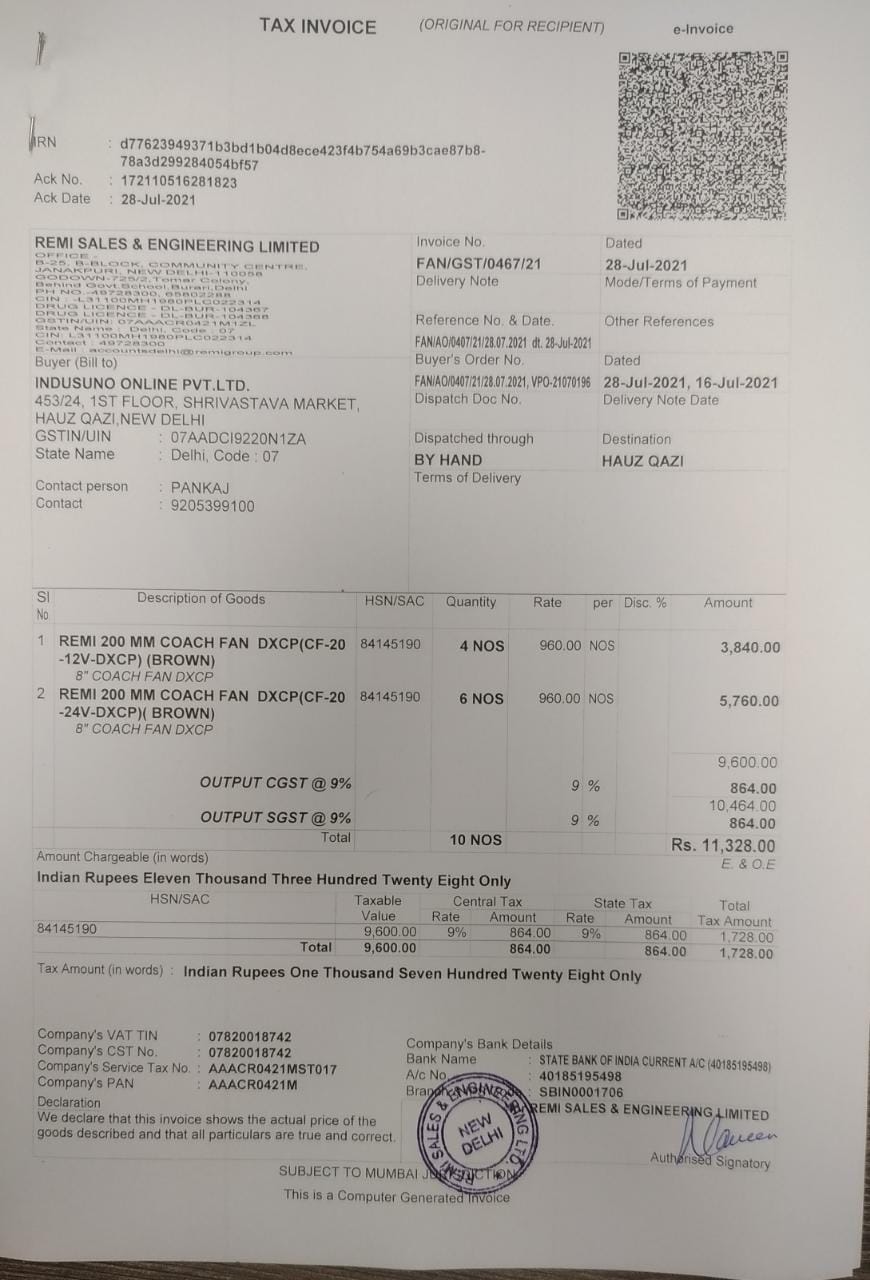 TAX INVOICE (ORIGINAL FOR RECIPIENT) e-Invoice
IRN : d77623949371b3bd1b04d8ece423f4b754a69b3cae87b8-
78a3d299284054bf57
Ack No. : 172110516281823
Ack Date : 28-Jul-2021
REMI SALES & ENGINEERING LIMITED
OFFICE -
B-25, B-BLOCK, COMMUNITY CENTRE,
JANAKPURI, NEW DELHI-110058
GODOWN-725/2,Tomar Colony,
Behind Govt.School,Burari,Delhi
PH NO.-49728300, 65802288
CIN : -L31100MH1980PLC022314
DRUG LICENCE - DL-BUR-104367
DRUG LICENCE - DL-BUR-104368
GSTIN/UIN: 07AAACR0421M1ZL
State Name : Delhi, Code : 07
CIN: L31100MH1980PLC022314
Contact : 49728300
E-Mail : accountsdelhi@remigroup.com
Buyer (Bill to)
INDUSUNO ONLINE PVT.LTD.
453/24, 1ST FLOOR, SHRIVASTAVA MARKET,
HAUZ QAZI,NEW DELHI
GSTIN/UIN : 07AADCI9220N1ZA
State Name : Delhi, Code : 07
Contact person : PANKAJ
Contact : 9205399100
Invoice No. Dated
FAN/GST/0467/21 28-Jul-2021
Delivery Note Mode/Terms of Payment
Reference No. & Date. Other References
FAN/AO/0407/21/28.07.2021 dt. 28-Jul-2021
Buyer's Order No. Dated
FAN/AO/0407/21/28.07.2021, VPO-21070196 28-Jul-2021, 16-Jul-2021
Dispatch Doc No. Delivery Note Date
Dispatched through Destination
BY HAND HAUZ QAZI
Terms of Delivery
Sl Description of Goods HSN/SAC Quantity Rate per Disc. % Amount
No.
1 REMI 200 MM COACH FAN DXCP(CF-20 84145190 4 NOS 960.00 NOS 3,840.00
-12V-DXCP) (BROWN)
8" COACH FAN DXCP
2 REMI 200 MM COACH FAN DXCP(CF-20 84145190 6 NOS 960.00 NOS 5,760.00
-24V-DXCP)( BROWN)
8" COACH FAN DXCP
9,600.00
OUTPUT CGST @ 9% 9 % 864.00
10,464.00
OUTPUT SGST @ 9% 9 % 864.00
Total 10 NOS Rs. 11,328.00
Amount Chargeable (in words) E. & O.E
Indian Rupees Eleven Thousand Three Hundred Twenty Eight Only
HSN/SAC Taxable Central Tax State Tax Total
Value Rate Amount Rate Amount Tax Amount
84145190 9,600.00 9% 864.00 9% 864.00 1,728.00
Total 9,600.00 864.00 864.00 1,728.00
Tax Amount (in words) : Indian Rupees One Thousand Seven Hundred Twenty Eight Only
Company's VAT TIN : 07820018742
Company's CST No. : 07820018742
Company's Service Tax No. : AAACR0421MST017
Company's PAN : AAACR0421M
Declaration
We declare that this invoice shows the actual price of the
goods described and that all particulars are true and correct.
Company's Bank Details
Bank Name : STATE BANK OF INDIA CURRENT A/C (40185195498)
A/c No. : 40185195498
: SBIN0001706
REMI SALES & ENGINEERING LIMITED
Authorised Signatory
REMI SALES & ENGINEERING LTD.
NEW
DELHI
SUBJECT TO MUMBAI JURISDICTION
This is a Computer Generated Invoice